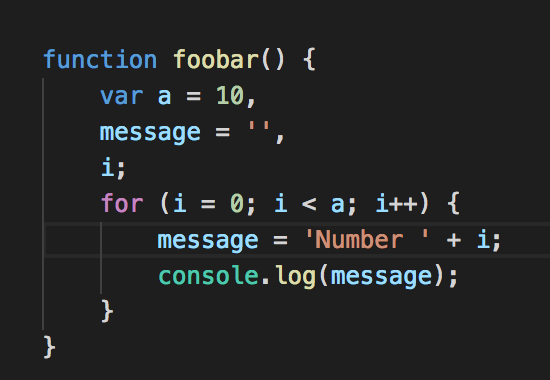 function foobar() {
    var a = 10,
    message = '',
    i;
    for (i = 0; i < a; i++) {
        message = 'Number ' + i;
        console.log(message);
    }
}